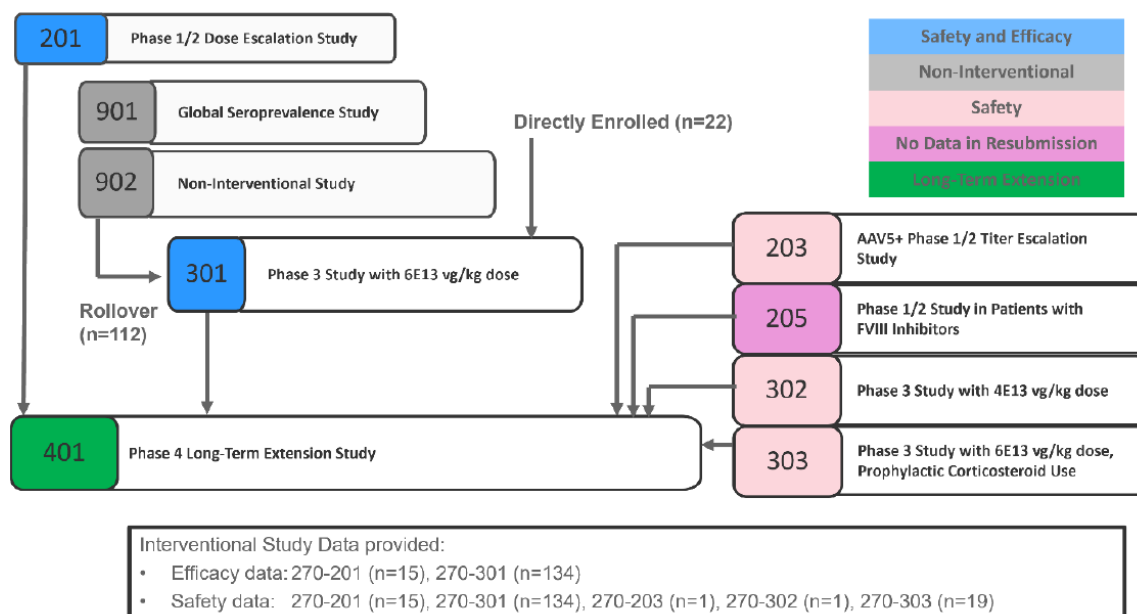 201
Phase 1/2 Dose Escalation Study
901
Global Seroprevalence Study
902
Non-Interventional Study
Directly Enrolled (n=22)
Safety and Efficacy
Non-Interventional
Safety
No Data in Resubmission
Long-Term Extension
301
Phase 3 Study with 6E13 vg/kg dose
Rollover
(n=112)
203
AAV5+ Phase 1/2 Titer Escalation
Study
205
Phase 1/2 Study in Patients with
FVIII Inhibitors
302
Phase 3 Study with 4E13 vg/kg dose
303
Phase 3 Study with 6E13 vg/kg dose,
Prophylactic Corticosteroid Use
401
Phase 4 Long-Term Extension Study
Interventional Study Data provided:
• Efficacy data: 270-201 (n=15), 270-301 (n=134)
• Safety data: 270-201 (n=15), 270-301 (n=134), 270-203 (n=1), 270-302 (n=1), 270-303 (n=19)